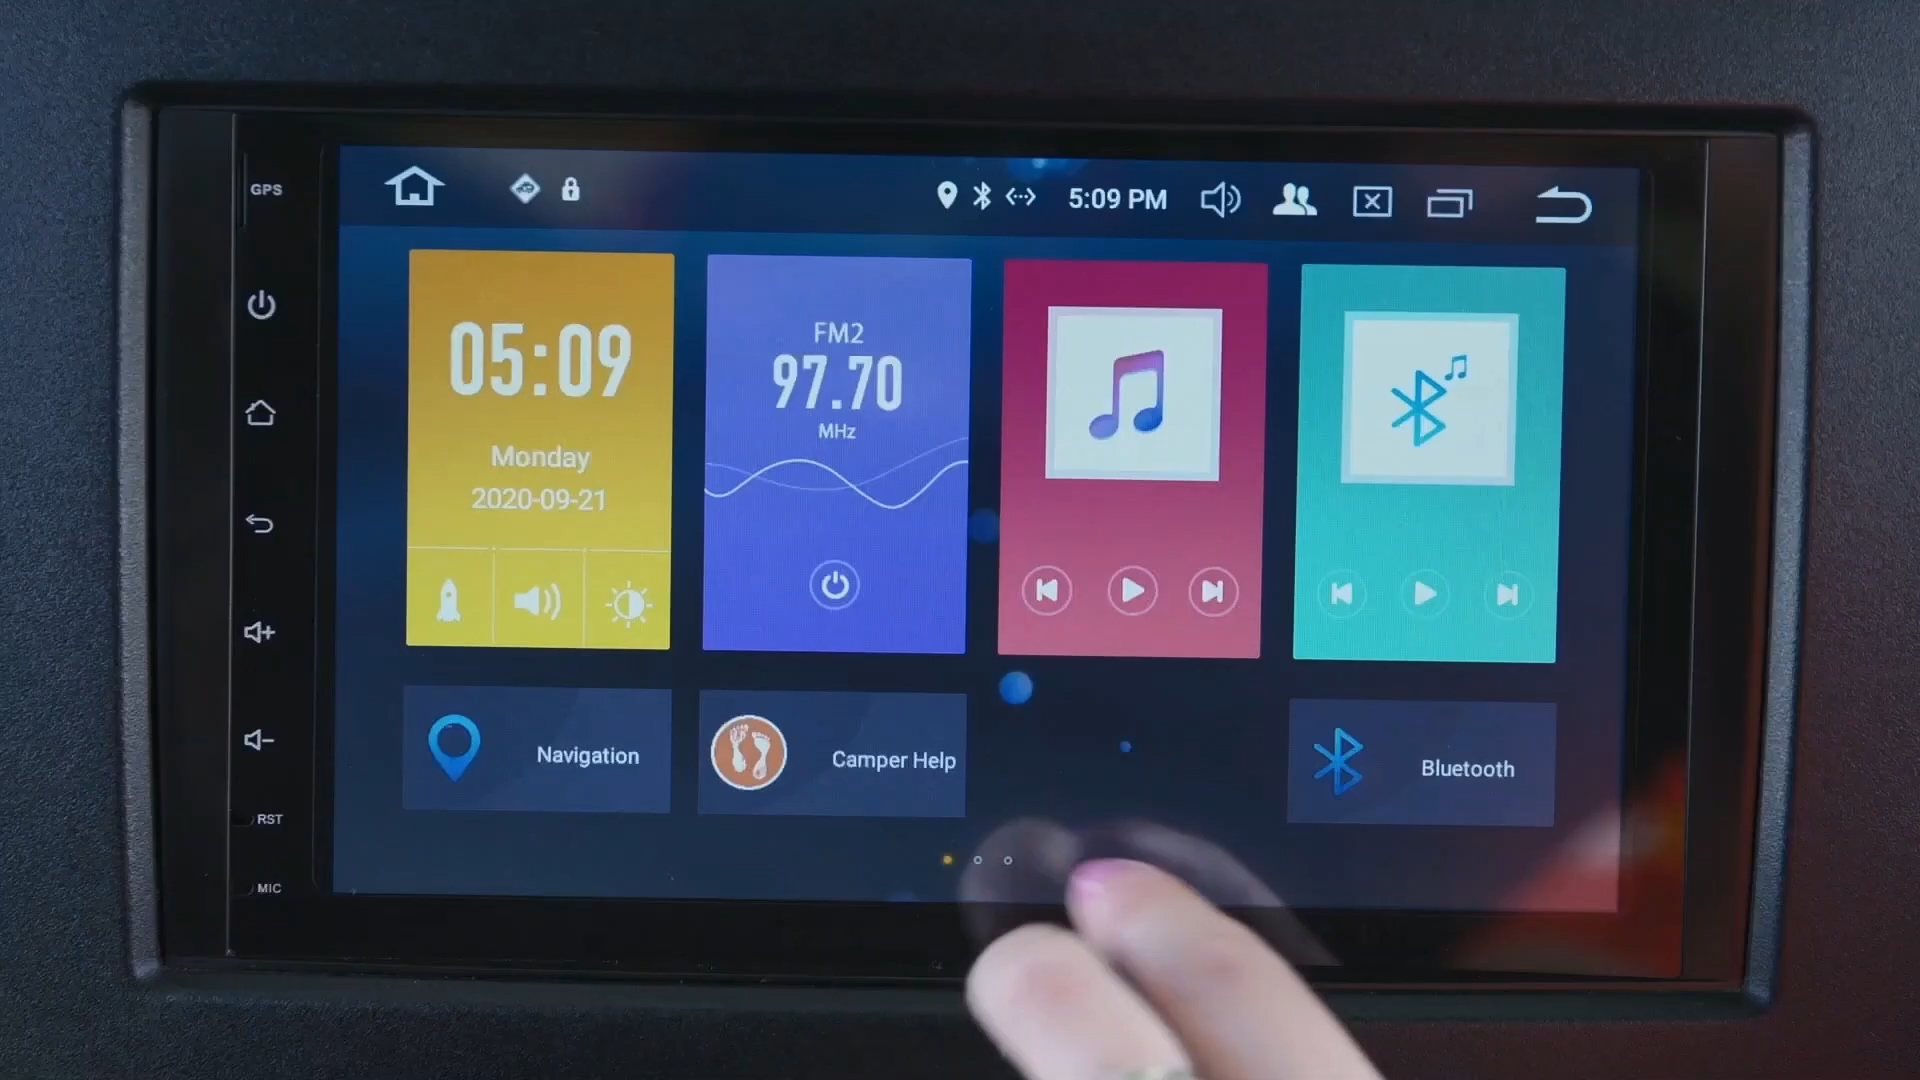 GPS
5:09 PM
05:09
Monday
2020-09-21
FM2
97.70
MHz
Navigation
Camper Help
Bluetooth
RST
MIC